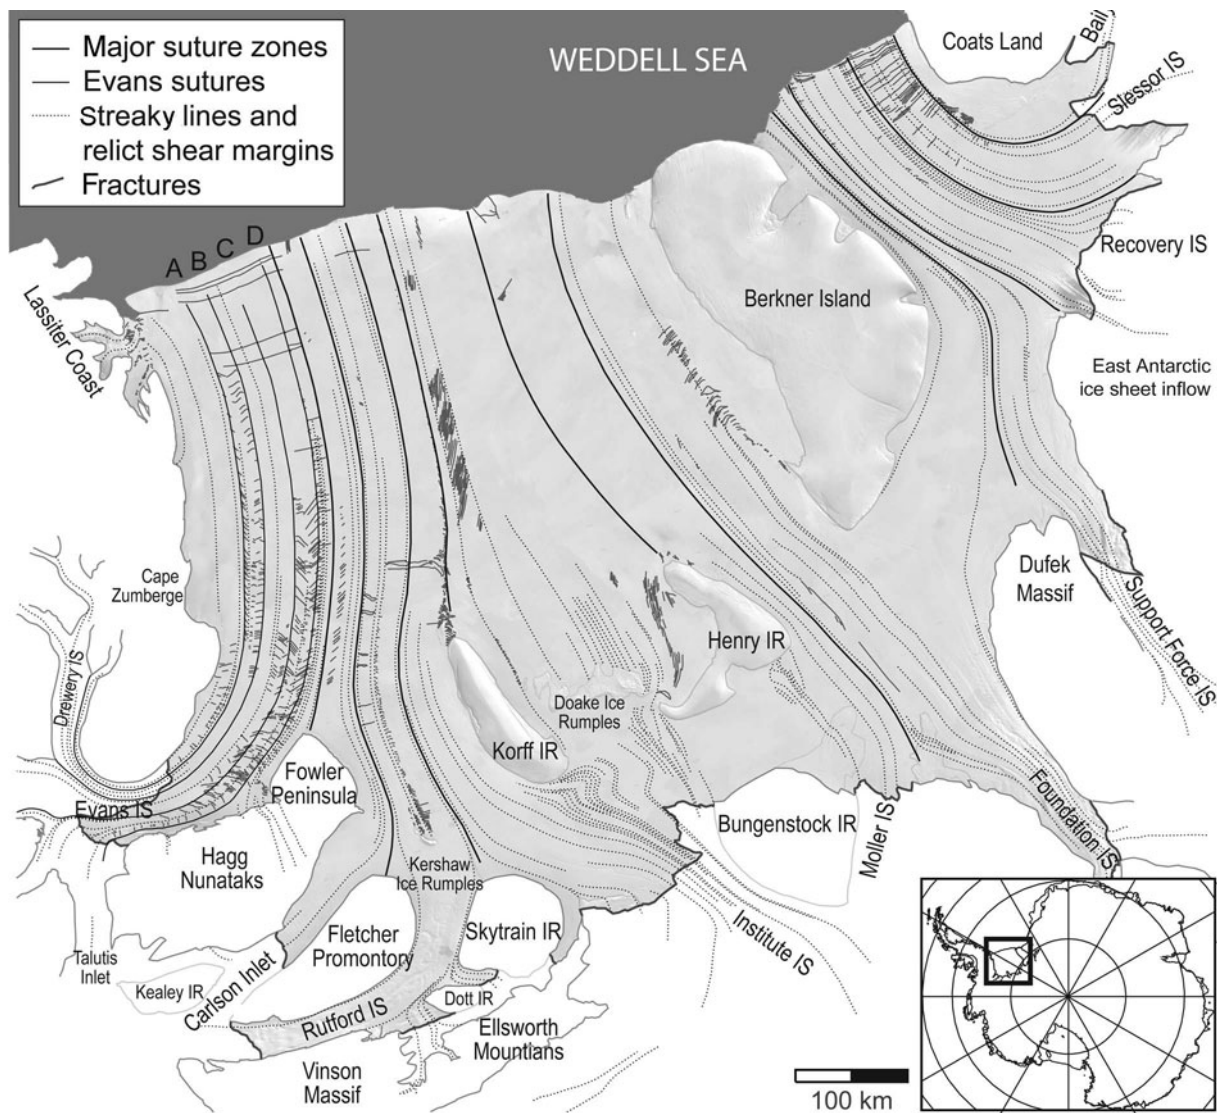 Major suture zones
Evans sutures
Streaky lines and
relict shear margins
Fractures
WEDDELL SEA
Coats Land
Bail
Slessor IS
Recovery IS
A B C D
Lassiter Coast
Berkner Island
East Antarctic
ice sheet inflow
Cape
Zumberge
Dufek
Massif
Support Force IS
Drewery IS
Henry IR
Doake Ice
Rumples
Korff IR
Fowler
Peninsula
Evans IS
Hagg
Nunataks
Kershaw
Ice Rumples
Bungenstock IR
Moller IS
Foundation IS
Institute IS
Fletcher
Promontory
Skytrain IR
Talutis
Inlet
Kealey IR
Carlson Inlet
Rutford IS
Dott IR
Ellsworth
Mountians
Vinson
Massif
100 km